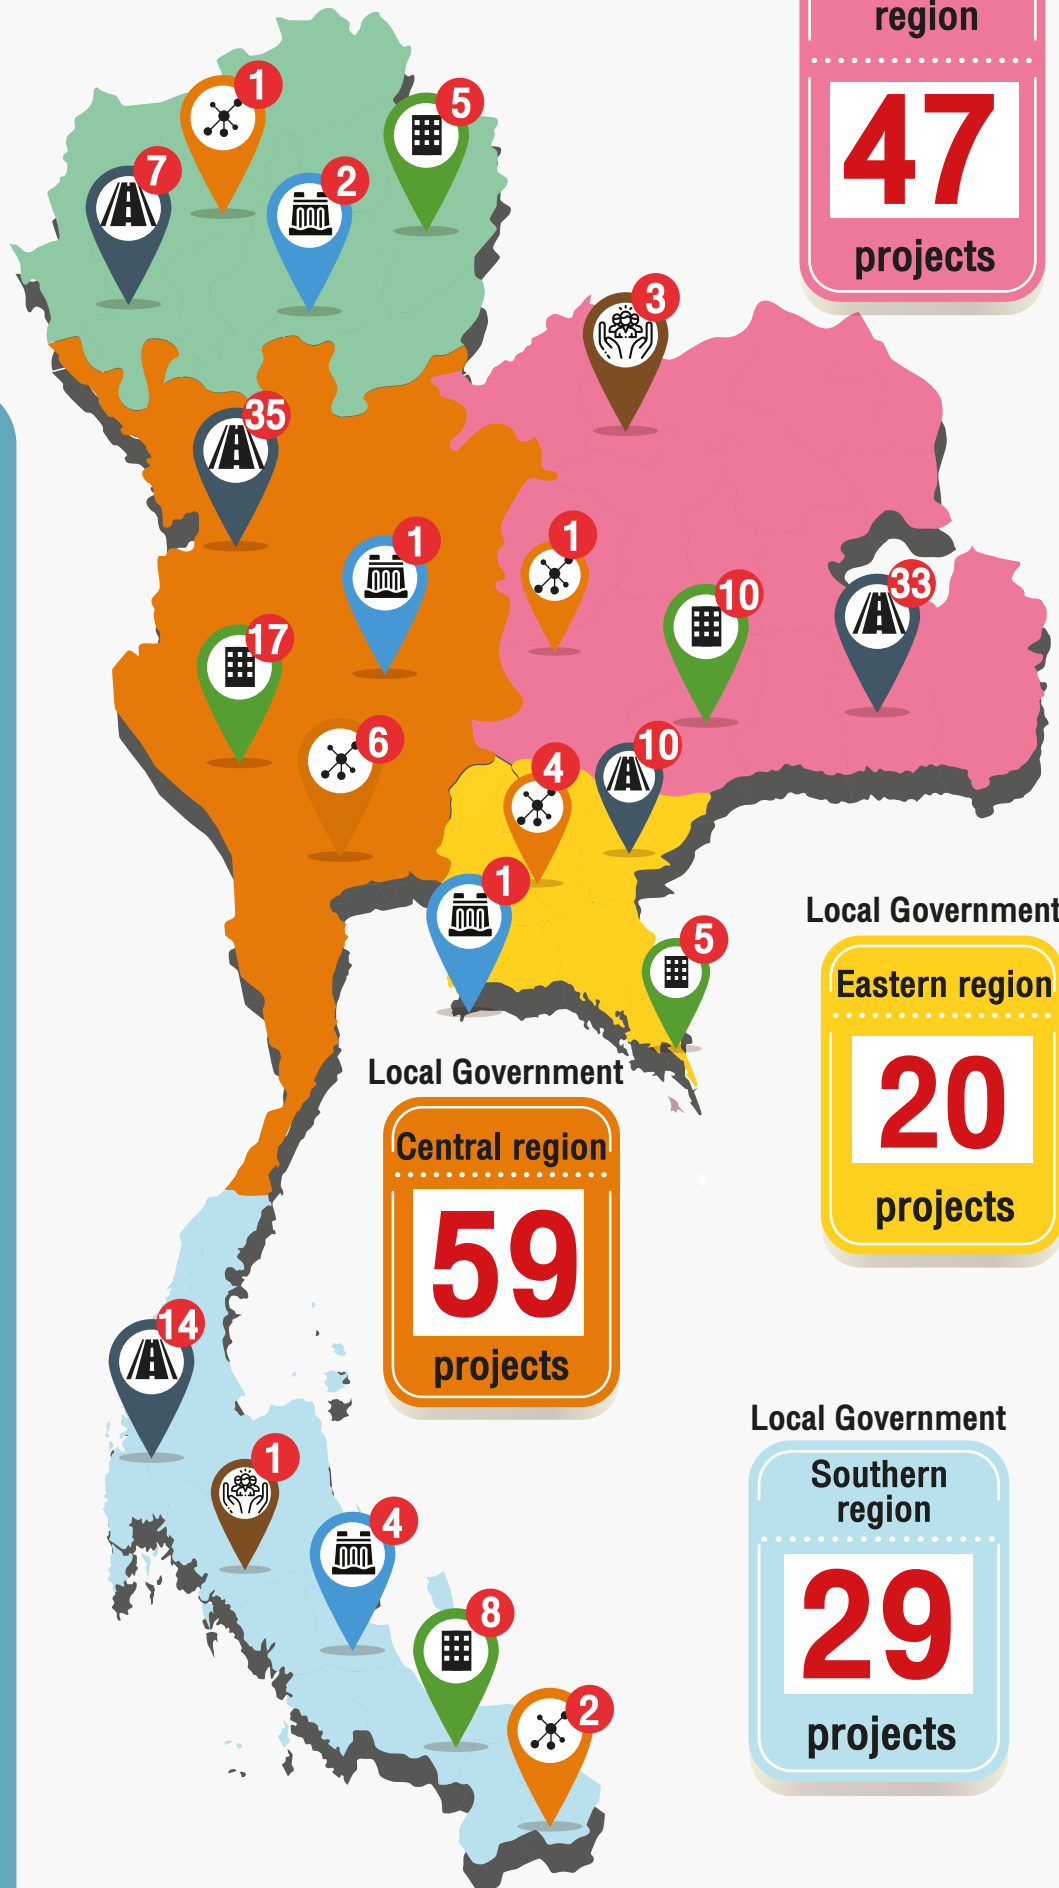 region
47
projects
1
5
7
2
3
35
1
1
10
33
17
6
4
10
1
5
Local Government
Eastern region
20
projects
Local Government
Central region
59
projects
14
1
4
8
2
Local Government
Southern
region
29
projects